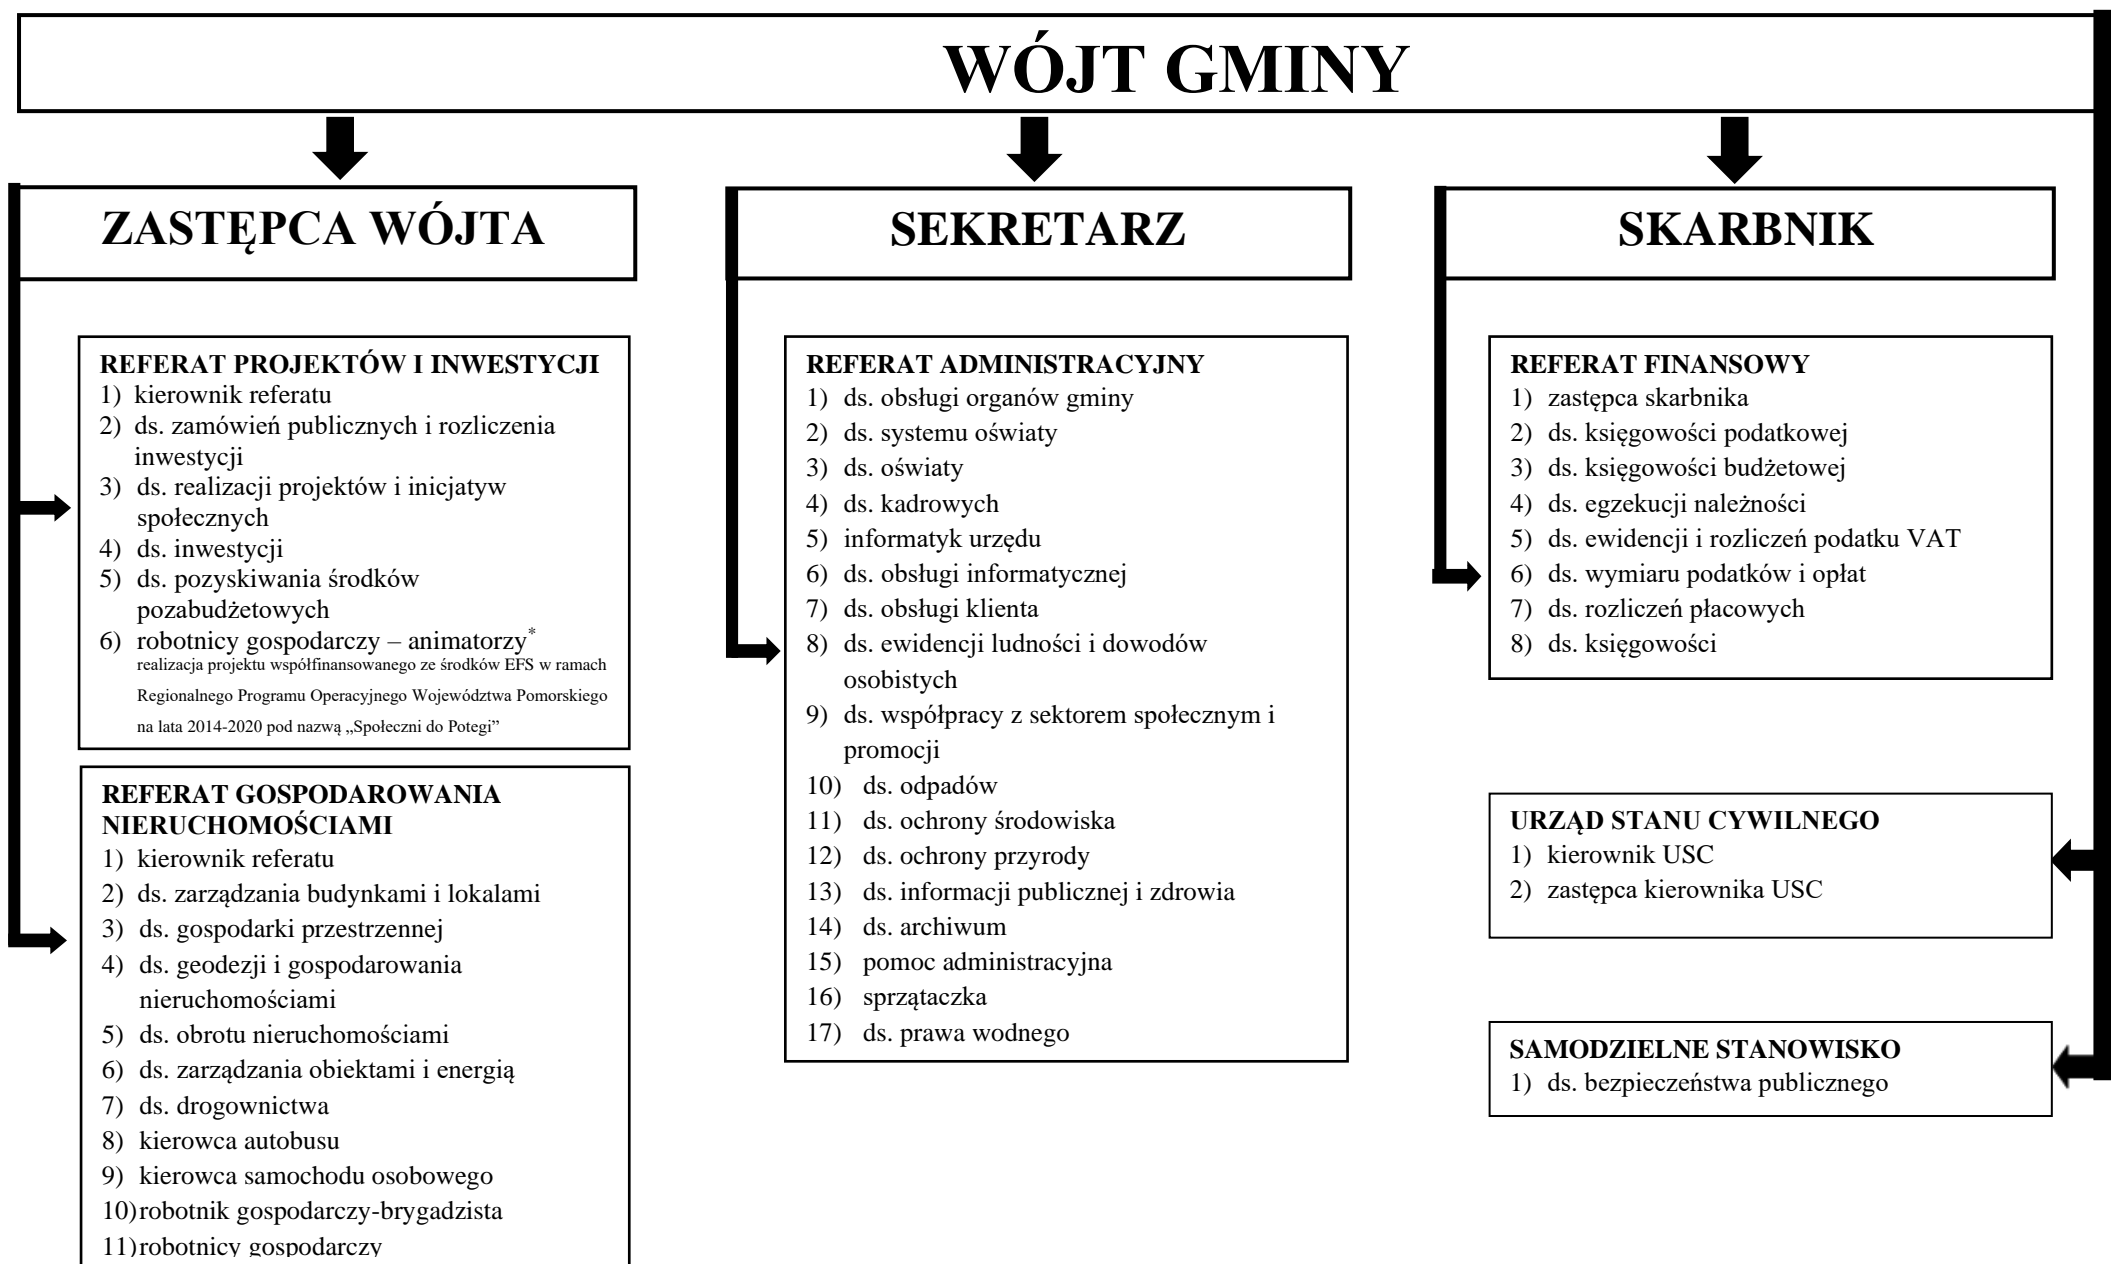 WÓJT GMINY
ZASTĘPCA WÓJTA
REFERAT PROJEKTÓW I INWESTYCJI
1) kierownik referatu
2) ds. zamówień publicznych i rozliczenia
inwestycji
3) ds. realizacji projektów i inicjatyw
społecznych
4) ds. inwestycji
5) ds. pozyskiwania środków
pozabudżetowych
6) robotnicy gospodarczy – animatorzy*
realizacja projektu współfinansowanego ze środków EFS w ramach
Regionalnego Programu Operacyjnego Województwa Pomorskiego
na lata 2014-2020 pod nazwą „Społeczni do Potegi”
REFERAT GOSPODAROWANIA
NIERUCHOMOŚCIAMI
1) kierownik referatu
2) ds. zarządzania budynkami i lokalami
3) ds. gospodarki przestrzennej
4) ds. geodezji i gospodarowania
nieruchomościami
5) ds. obrotu nieruchomościami
6) ds. zarządzania obiektami i energią
7) ds. drogownictwa
8) kierowca autobusu
9) kierowca samochodu osobowego
10) robotnik gospodarczy-brygadzista
11) robotnicy gospodarczy
SEKRETARZ
REFERAT ADMINISTRACYJNY
1) ds. obsługi organów gminy
2) ds. systemu oświaty
3) ds. oświaty
4) ds. kadrowych
5) informatyk urzędu
6) ds. obsługi informatycznej
7) ds. obsługi klienta
8) ds. ewidencji ludności i dowodów
osobistych
9) ds. współpracy z sektorem społecznym i
promocji
10) ds. odpadów
11) ds. ochrony środowiska
12) ds. ochrony przyrody
13) ds. informacji publicznej i zdrowia
14) ds. archiwum
15) pomoc administracyjna
16) sprzątaczka
17) ds. prawa wodnego
SKARBNIK
REFERAT FINANSOWY
1) zastępca skarbnika
2) ds. księgowości podatkowej
3) ds. księgowości budżetowej
4) ds. egzekucji należności
5) ds. ewidencji i rozliczeń podatku VAT
6) ds. wymiaru podatków i opłat
7) ds. rozliczeń płacowych
8) ds. księgowości
URZĄD STANU CYWILNEGO
1) kierownik USC
2) zastępca kierownika USC
SAMODZIELNE STANOWISKO
1) ds. bezpieczeństwa publicznego